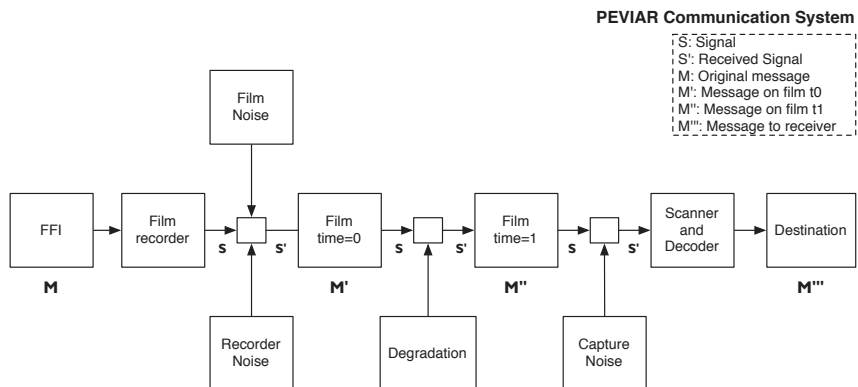 PEVIAR Communication System
S: Signal
S': Received Signal
M: Original message
M': Message on film t0
M": Message on film t1
M"': Message to receiver
Film
Noise
FFI
Film
recorder
S
S'
Film
time=0
S
S'
Film
time=1
S
S'
Scanner
and
Decoder
Destination
M
M'
M"
M"'
Recorder
Noise
Degradation
Capture
Noise